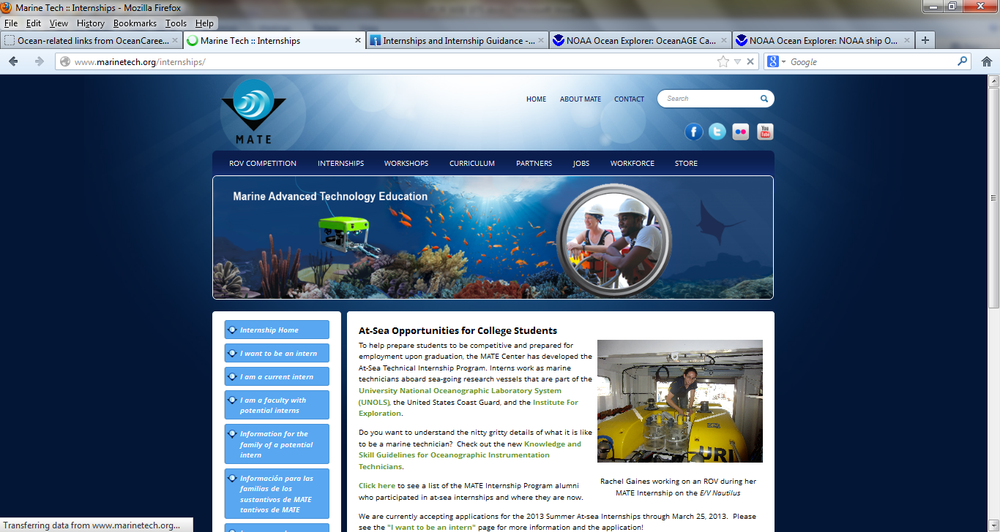 Marine Tech :: Internships - Mozilla Firefox
File Edit View History Bookmarks Tools Help
Ocean-related links from OceanCaree...
Marine Tech :: Internships
Internships and Internship Guidance -...
NOAA Ocean Explorer: OceanAGE Ca...
NOAA Ocean Explorer: NOAA ship O...
www.marinetech.org/internships/
Google
MATE
HOME ABOUT MATE CONTACT Search
You
Tube
ROV COMPETITION INTERNSHIPS WORKSHOPS CURRICULUM PARTNERS JOBS WORKFORCE STORE
Marine Advanced Technology Education
Internship Home
I want to be an intern
I am a current intern
I am a faculty with
potential interns
Information for the
family of a potential
intern
Información para las
familias de los
sustantivos de MATE
tantivos de MATE
At-Sea Opportunities for College Students
To help prepare students to be competitive and prepared for
employment upon graduation, the MATE Center has developed the
At-Sea Technical Internship Program. Interns work as marine
technicians aboard sea-going research vessels that are part of the
University National Oceanographic Laboratory System
(UNOLS), the United States Coast Guard, and the Institute For
Exploration.
Do you want to understand the nitty gritty details of what it is like
to be a marine technician?  Check out the new Knowledge and
Skill Guidelines for Oceanographic Instrumentation
Technicians.
Click here to see a list of the MATE Internship Program alumni
who participated in at-sea internships and where they are now.
We are currently accepting applications for the 2013 Summer At-sea Internships through March 25, 2013.  Please
see the "I want to be an intern" page for more information and the application!
URI
Rachel Gaines working on an ROV during her
MATE Internship on the E/V Nautilus
Transferring data from www.marinetech.org...